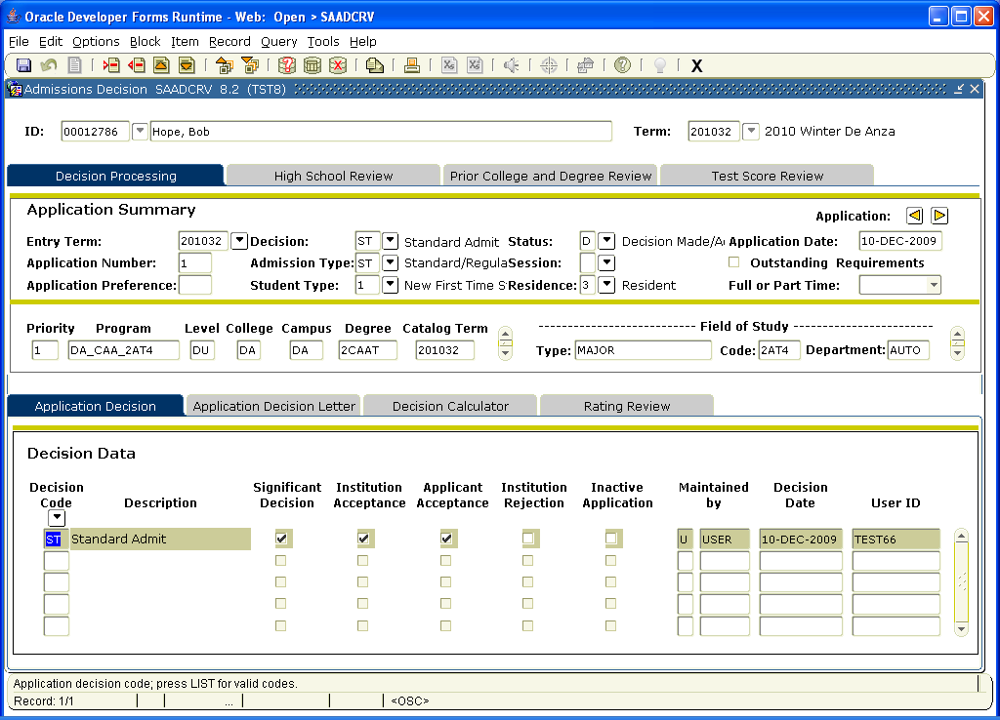 Oracle Developer Forms Runtime - Web: Open > SAADCRV
File Edit Options Block Item Record Query Tools Help
X
Admissions Decision SAADCRV 8.2 (TST8)
ID: 00012786 Hope, Bob Term: 201032 2010 Winter De Anza
Decision Processing High School Review Prior College and Degree Review Test Score Review
Application Summary
Application:
Entry Term: 201032 Decision: ST Standard Admit Status: D Decision Made/A Application Date: 10-DEC-2009
Application Number: 1 Admission Type: ST Standard/Regula Session: Outstanding Requirements
Application Preference: Student Type: 1 New First Time S Residence: 3 Resident Full or Part Time:
Priority Program Level College Campus Degree Catalog Term Field of Study
1 DA_CAA_2AT4 DU DA DA 2CAAT 201032 Type: MAJOR Code: 2AT4 Department: AUTO
Application Decision Application Decision Letter Decision Calculator Rating Review
Decision Data
Decision Significant Institution Applicant Institution Inactive Maintained Decision
Code Description Decision Acceptance Acceptance Rejection Application by Date User ID
ST Standard Admit U USER 10-DEC-2009 TEST66
Application decision code; press LIST for valid codes.
Record: 1/1 ... <OSC>